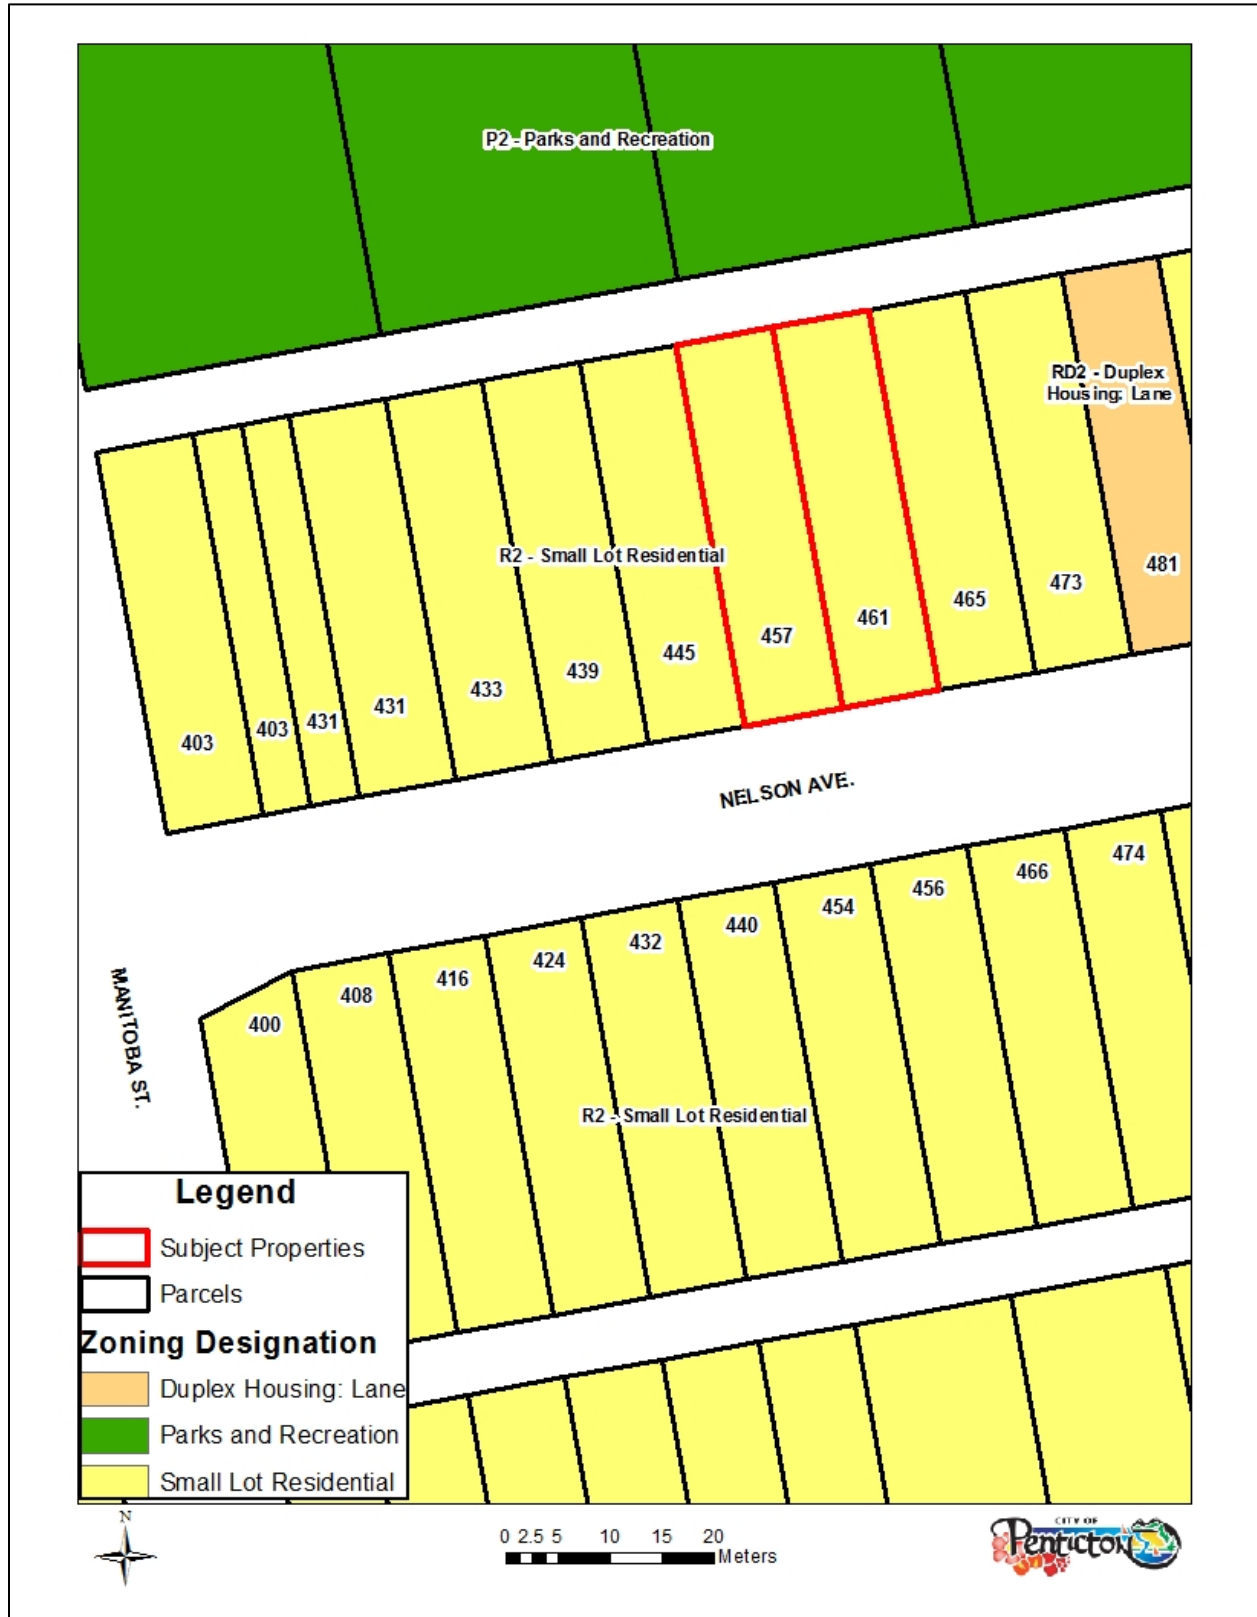 P2 - Parks and Recreation
RD2 - Duplex
Housing: Lane
R2 - Small Lot Residential
481
473
465
461
457
445
439
433
431
431
403
403
NELSON AVE.
474
466
456
454
440
432
424
416
408
400
MANITOBA ST.
R2 - Small Lot Residential
Legend
Subject Properties
Parcels
Zoning Designation
Duplex Housing: Lane
Parks and Recreation
Small Lot Residential
N
0 2.5 5 10 15 20
Meters
CITY OF
Penticton